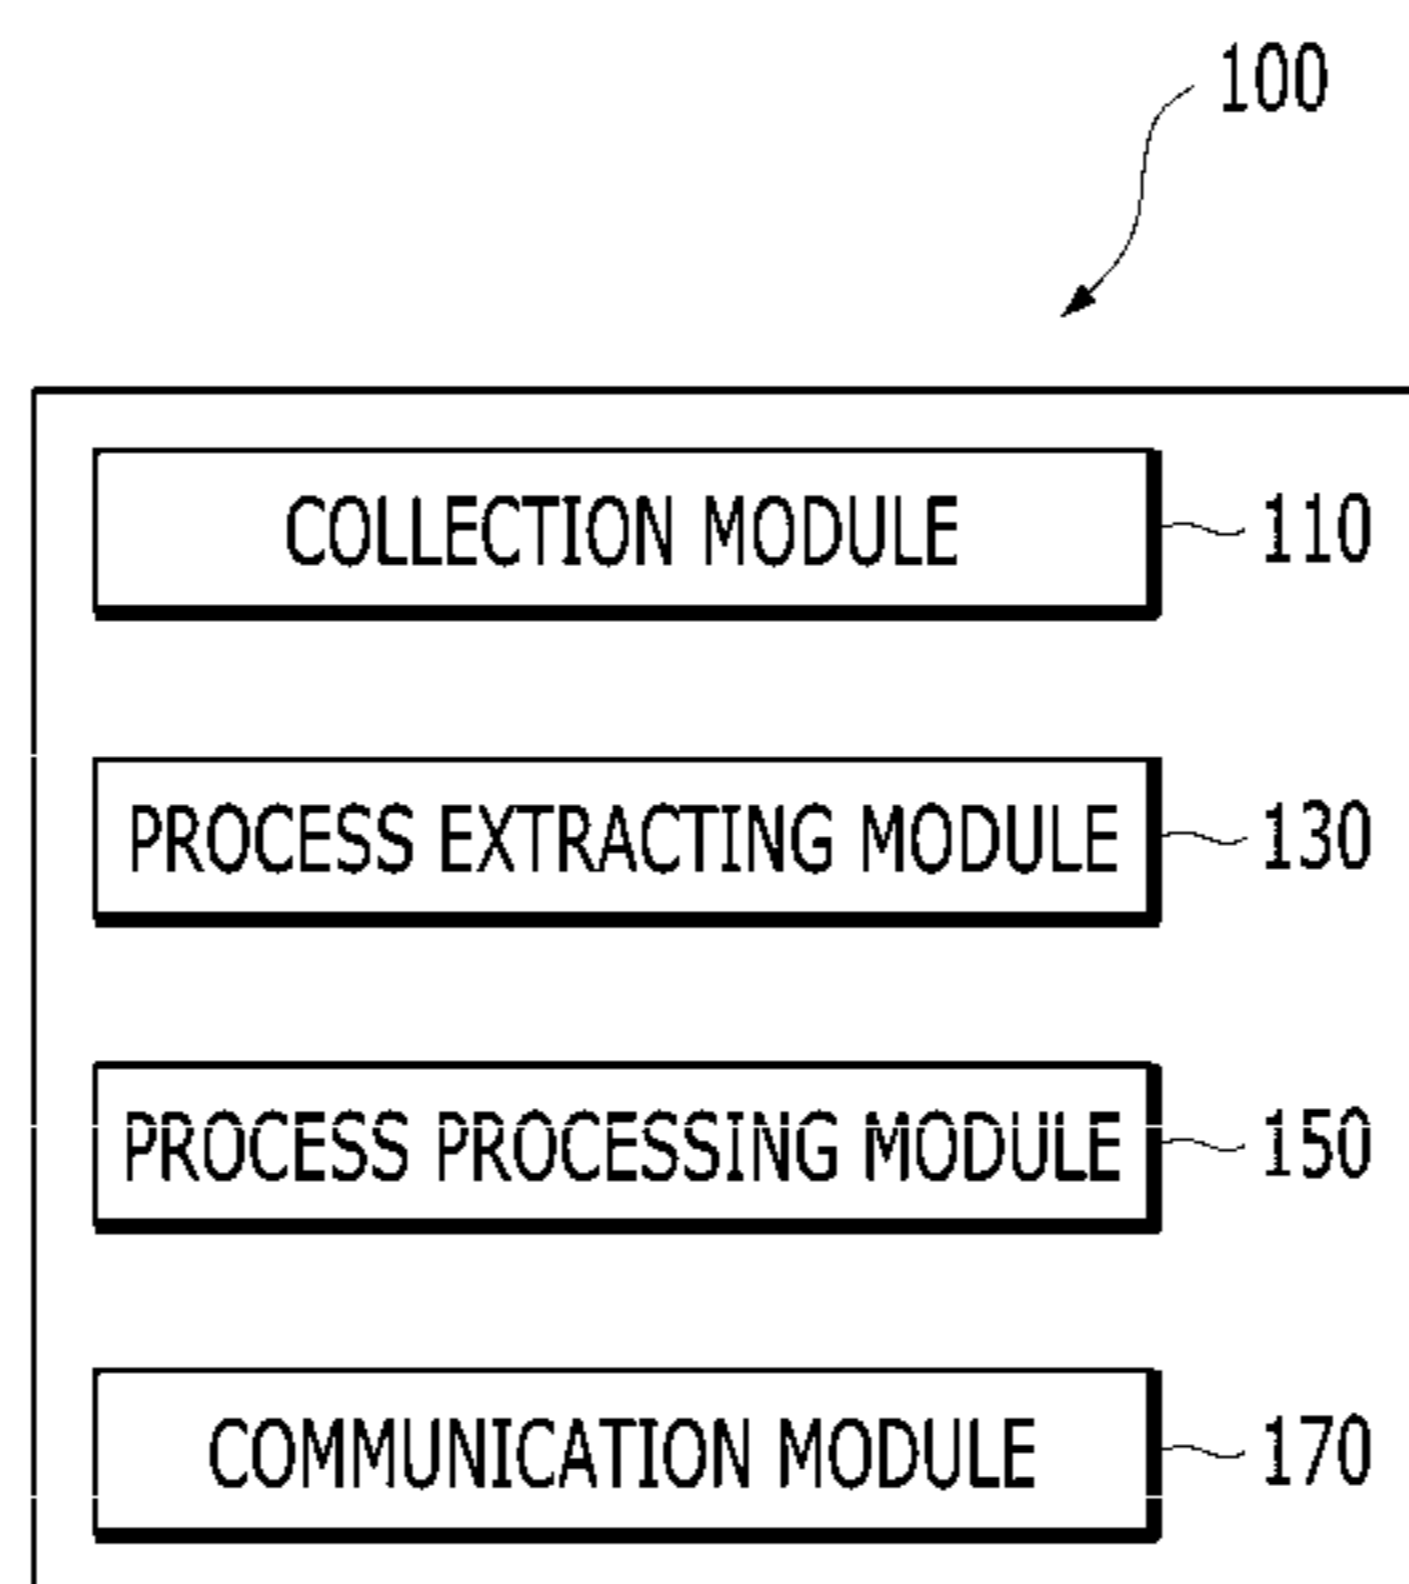 100
COLLECTION MODULE 110
PROCESS EXTRACTING MODULE 130
PROCESS PROCESSING MODULE 150
COMMUNICATION MODULE 170